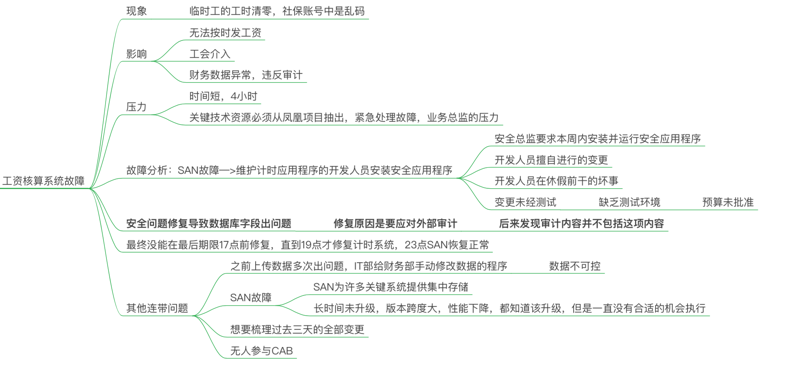 工资核算系统故障
现象
临时工的工时清零，社保账号中是乱码
影响
无法按时发工资
工会介入
财务数据异常，违反审计
压力
时间短，4小时
关键技术资源必须从凤凰项目抽出，紧急处理故障，业务总监的压力
故障分析：SAN故障—>维护计时应用程序的开发人员安装安全应用程序
安全总监要求本周内安装并运行安全应用程序
开发人员擅自进行的变更
开发人员在休假前干的坏事
变更未经测试
缺乏测试环境
预算未批准
安全问题修复导致数据库字段出问题
修复原因是要应对外部审计
后来发现审计内容并不包括这项内容
最终没能在最后期限17点前修复，直到19点才修复计时系统，23点SAN恢复正常
其他连带问题
之前上传数据多次出问题，IT部给财务部手动修改数据的程序
数据不可控
SAN故障
SAN为许多关键系统提供集中存储
长时间未升级，版本跨度大，性能下降，都知道该升级，但是一直没有合适的机会执行
想要梳理过去三天的全部变更
无人参与CAB